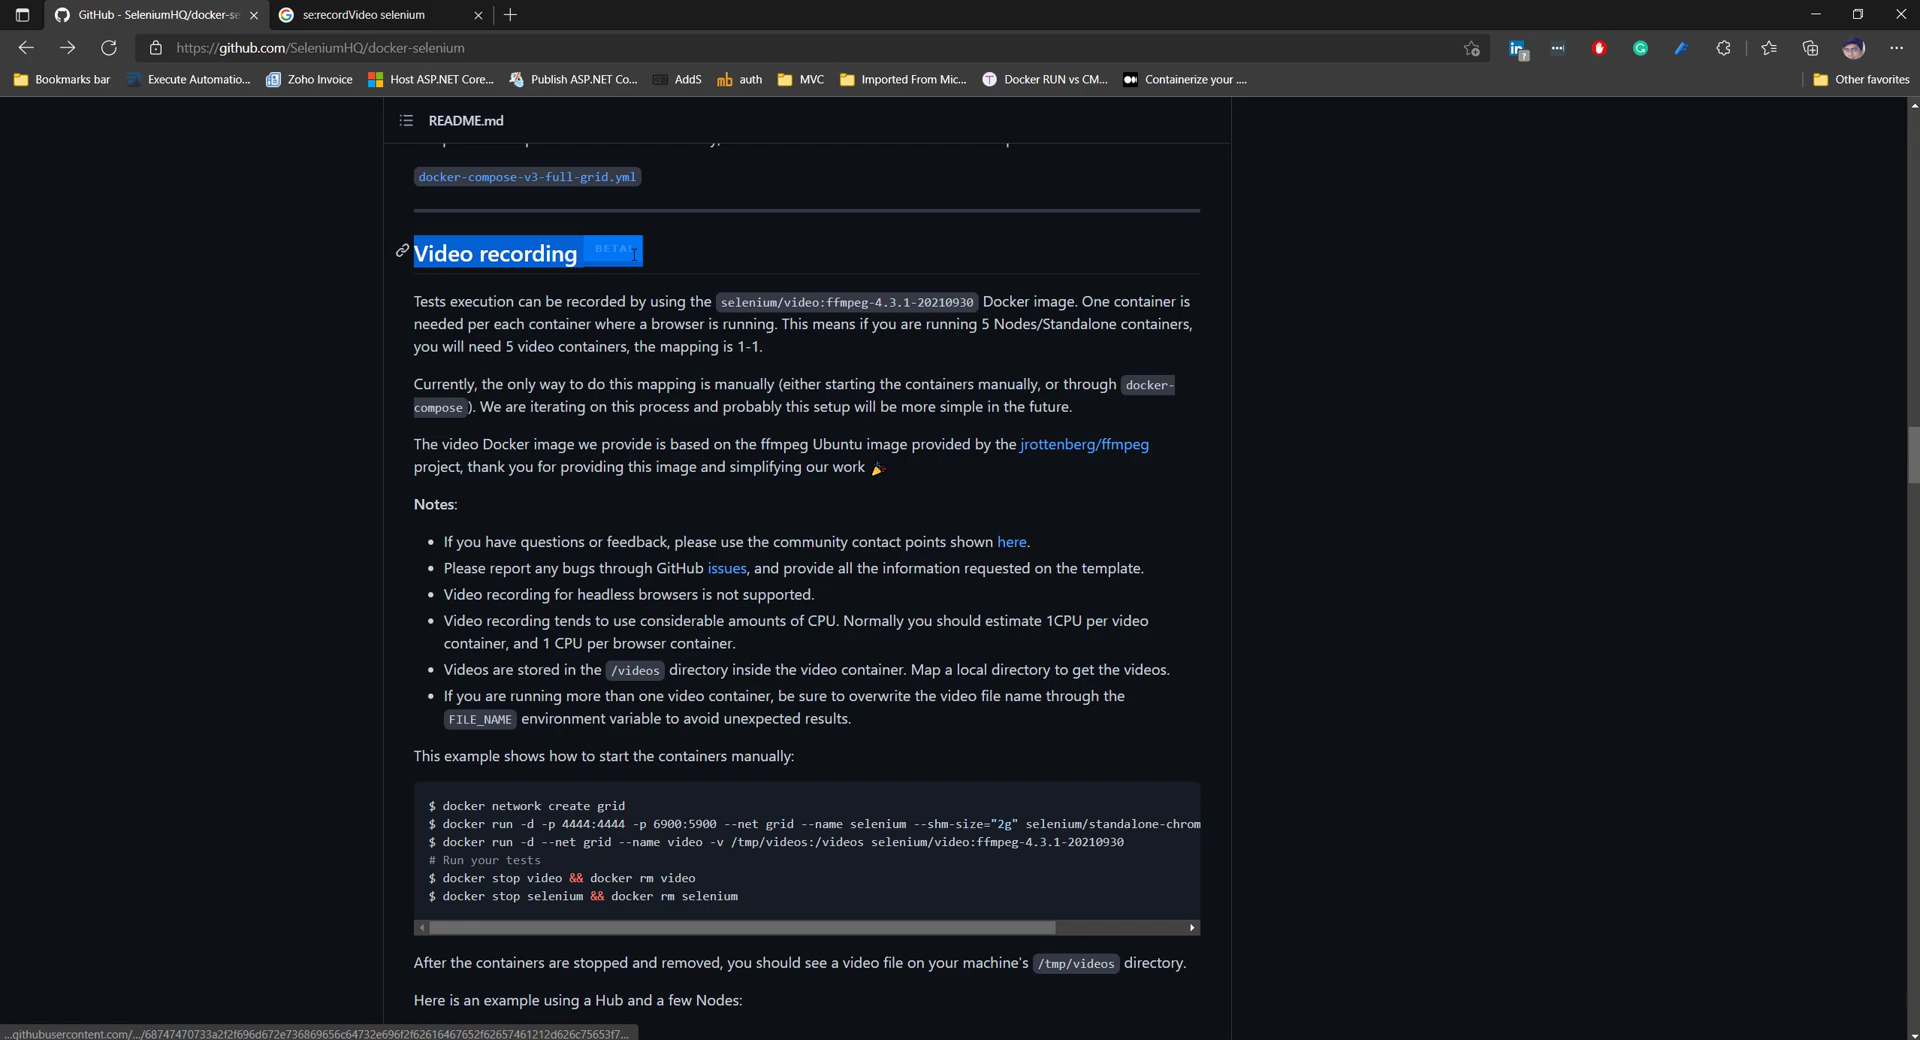 GitHub - SeleniumHQ/docker-se
se:recordVideo selenium
https://github.com/SeleniumHQ/docker-selenium
Bookmarks bar
Execute Automatio...
Zoho Invoice
Host ASP.NET Core...
Publish ASP.NET Co...
AddS
auth
MVC
Imported From Mic...
Docker RUN vs CM...
Containerize your ....
Other favorites
README.md
docker-compose-v3-full-grid.yml
Video recording BETA!
Tests execution can be recorded by using the selenium/video:ffmpeg-4.3.1-20210930 Docker image. One container is
needed per each container where a browser is running. This means if you are running 5 Nodes/Standalone containers,
you will need 5 video containers, the mapping is 1-1.
Currently, the only way to do this mapping is manually (either starting the containers manually, or through docker-
compose ). We are iterating on this process and probably this setup will be more simple in the future.
The video Docker image we provide is based on the ffmpeg Ubuntu image provided by the jrottenberg/ffmpeg
project, thank you for providing this image and simplifying our work 🎉
Notes:
• If you have questions or feedback, please use the community contact points shown here.
• Please report any bugs through GitHub issues, and provide all the information requested on the template.
• Video recording for headless browsers is not supported.
• Video recording tends to use considerable amounts of CPU. Normally you should estimate 1CPU per video
container, and 1 CPU per browser container.
• Videos are stored in the /videos directory inside the video container. Map a local directory to get the videos.
• If you are running more than one video container, be sure to overwrite the video file name through the
FILE_NAME environment variable to avoid unexpected results.
This example shows how to start the containers manually:
$ docker network create grid
$ docker run -d -p 4444:4444 -p 6900:5900 --net grid --name selenium --shm-size="2g" selenium/standalone-chrom
$ docker run -d --net grid --name video -v /tmp/videos:/videos selenium/video:ffmpeg-4.3.1-20210930
# Run your tests
$ docker stop video && docker rm video
$ docker stop selenium && docker rm selenium
After the containers are stopped and removed, you should see a video file on your machine's /tmp/videos directory.
Here is an example using a Hub and a few Nodes: